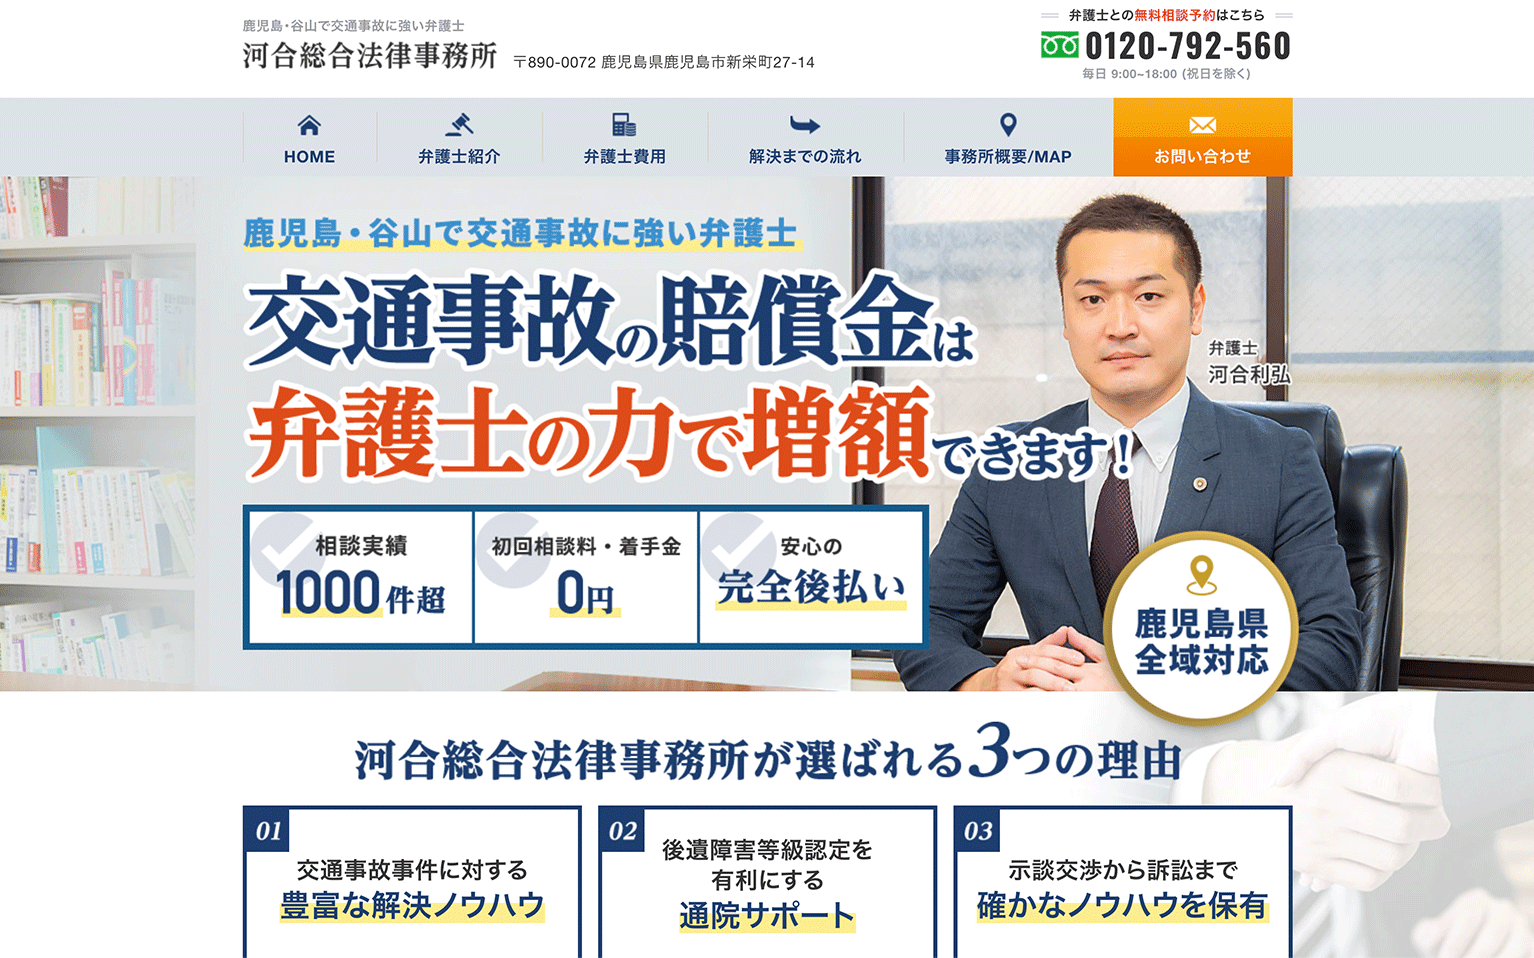 鹿児島・谷山で交通事故に強い弁護士
河合総合法律事務所
〒890-0072 鹿児島県鹿児島市新栄町27-14
弁護士との無料相談予約はこちら
0120-792-560
毎日 9:00~18:00 (祝日を除く)
HOME
弁護士紹介
弁護士費用
解決までの流れ
事務所概要/MAP
お問い合わせ
鹿児島・谷山で交通事故に強い弁護士
交通事故の賠償金は
弁護士の力で増額できます!
弁護士
河合利弘
相談実績
1000件超
初回相談料・着手金
0円
安心の
完全後払い
鹿児島県
全域対応
河合総合法律事務所が選ばれる3つの理由
01
交通事故事件に対する
豊富な解決ノウハウ
02
後遺障害等級認定を
有利にする
通院サポート
03
示談交渉から訴訟まで
確かなノウハウを保有